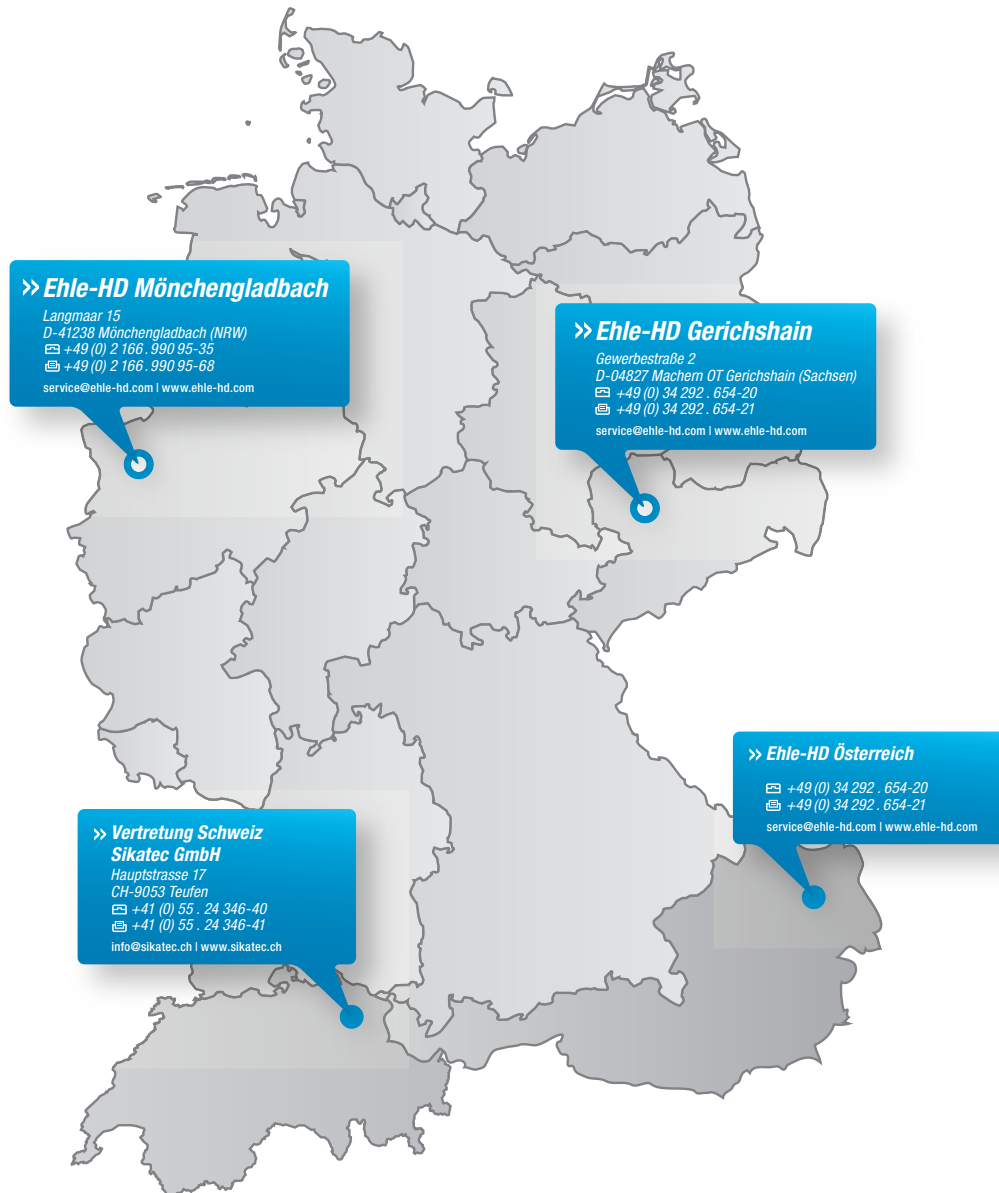 » Ehle-HD Mönchengladbach
Langmaar 15
D-41238 Mönchengladbach (NRW)
+49 (0) 2 166 . 990 95-35
+49 (0) 2 166 . 990 95-68
service@ehle-hd.com | www.ehle-hd.com
» Ehle-HD Gerichshain
Gewerbestraße 2
D-04827 Machern OT Gerichshain (Sachsen)
+49 (0) 34 292 . 654-20
+49 (0) 34 292 . 654-21
service@ehle-hd.com | www.ehle-hd.com
» Ehle-HD Österreich
+49 (0) 34 292 . 654-20
+49 (0) 34 292 . 654-21
service@ehle-hd.com | www.ehle-hd.com
» Vertretung Schweiz
Sikatec GmbH
Hauptstrasse 17
CH-9053 Teufen
+41 (0) 55 . 24 346-40
+41 (0) 55 . 24 346-41
info@sikatec.ch | www.sikatec.ch